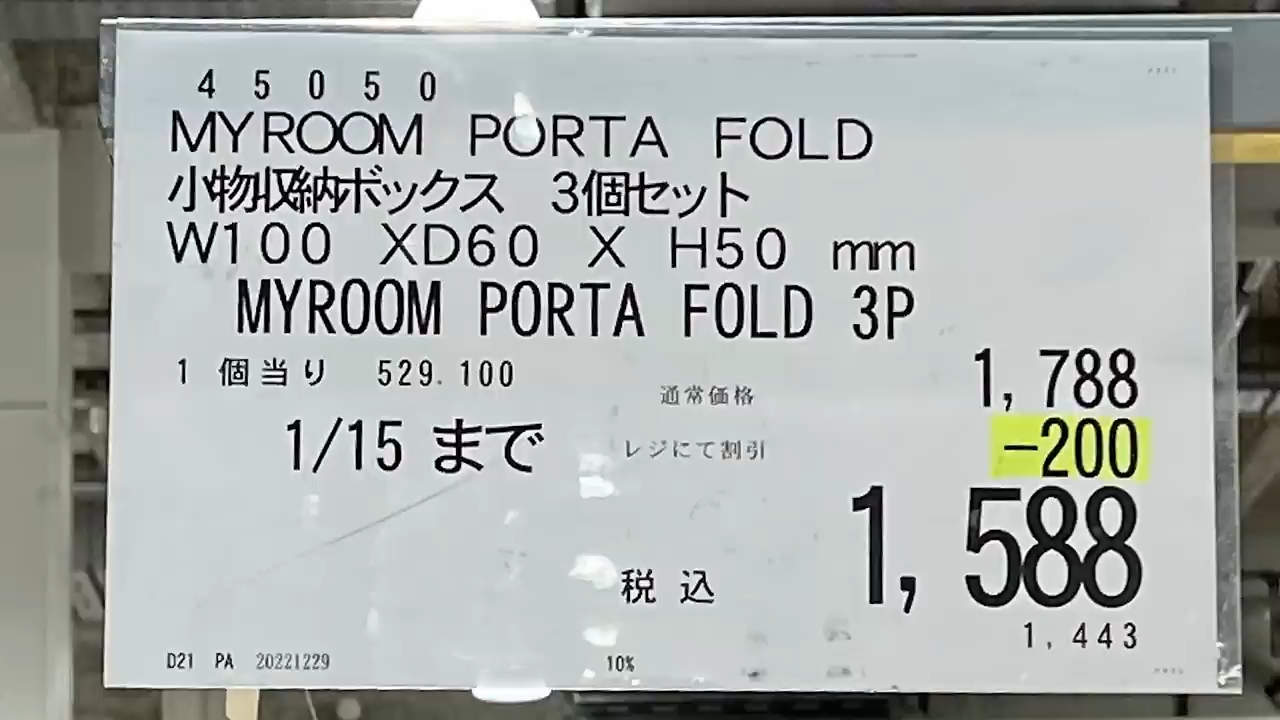 45050
MYROOM PORTA FOLD
小物収納ボックス 3個セット
W100 XD60 X H50 mm
MYROOM PORTA FOLD 3P
1個当り 529.100
通常価格 1,788
1/15 まで レジにて割引 -200
1,588
税込
1,443
D21 PA 20221229 10%